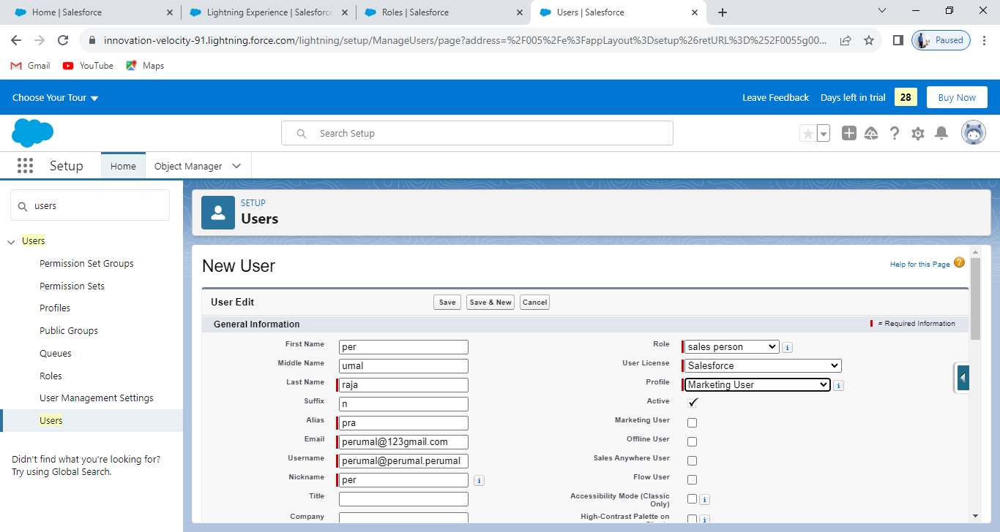 Home | Salesforce
Lightning Experience | Salesforce
Roles | Salesforce
Users | Salesforce
innovation-velocity-91.lightning.force.com/lightning/setup/ManageUsers/page?address=%2F005%2Fe%3FappLayout%3Dsetup%26retURL%3D%252F0055g00...
Paused
Gmail
YouTube
Maps
Choose Your Tour
Leave Feedback
Days left in trial
28
Buy Now
Search Setup
Setup
Home
Object Manager
users
Users
Permission Set Groups
Permission Sets
Profiles
Public Groups
Queues
Roles
User Management Settings
Users
Didn't find what you're looking for?
Try using Global Search.
SETUP
Users
New User
Help for this Page
User Edit
Save
Save & New
Cancel
General Information
= Required Information
First Name per
Middle Name umal
Last Name raja
Suffix n
Alias pra
Email perumal@123gmail.com
Username perumal@perumal.perumal
Nickname per
Title
Company
Role sales person
User License Salesforce
Profile Marketing User
Active
Marketing User
Offline User
Sales Anywhere User
Flow User
Accessibility Mode (Classic
Only)
High-Contrast Palette on